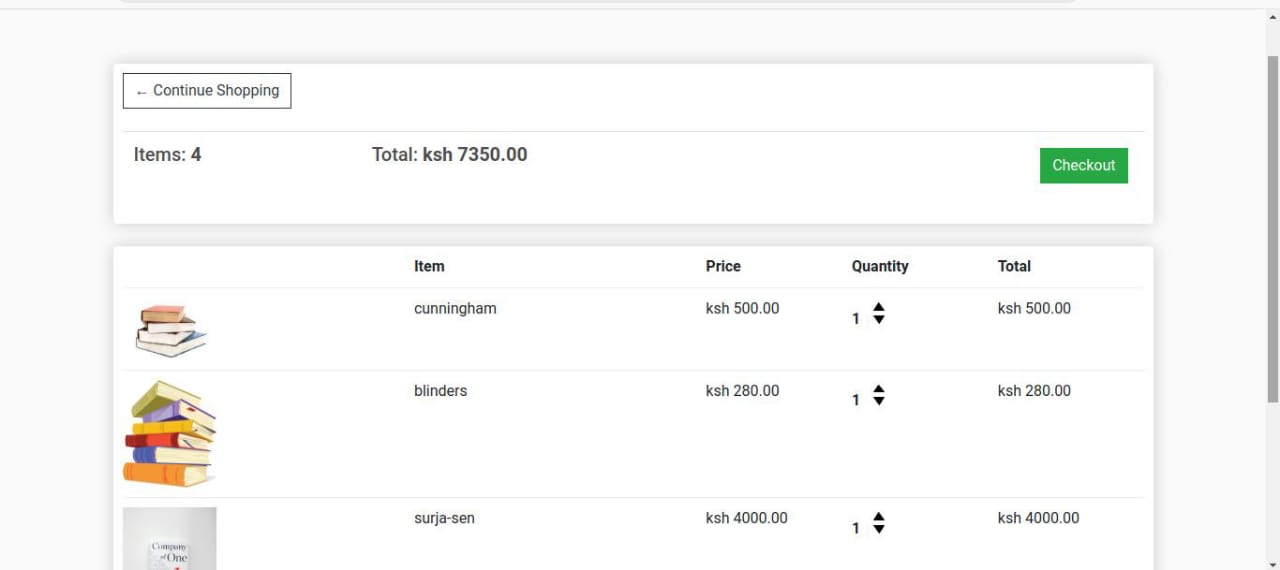 ← Continue Shopping
Items: 4 Total: ksh 7350.00 Checkout
Item Price Quantity Total
cunningham ksh 500.00 1 ksh 500.00
blinders ksh 280.00 1 ksh 280.00
surja-sen ksh 4000.00 1 ksh 4000.00
Company
of One